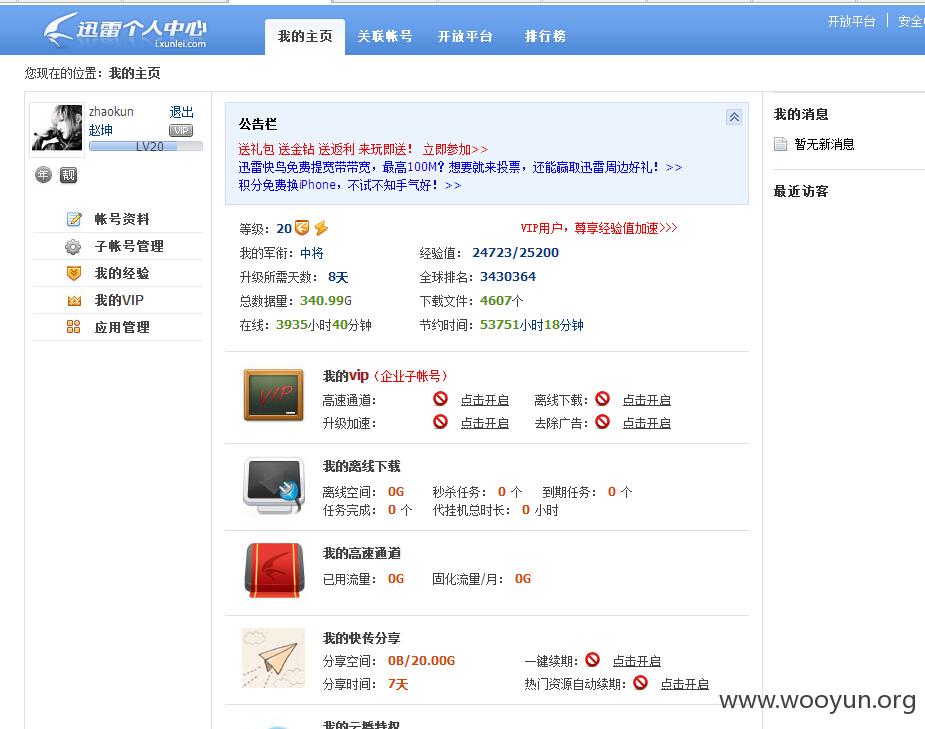 迅雷个人中心
i.xunlei.com
我的主页 关联帐号 开放平台 排行榜
开放平台 | 安全
您现在的位置：我的主页
zhaokun 退出
赵坤 VIP
LV20
年 靓
帐号资料
子帐号管理
我的经验
我的VIP
应用管理
公告栏
送礼包 送金钻 送返利 来玩即送！ 立即参加>>
迅雷快鸟免费提宽带带宽，最高100M？想要就来投票，还能赢取迅雷周边好礼！>>
积分免费换iPhone，不试不知手气好！>>
等级：20 VIP用户，尊享经验值加速>>>
我的军衔：中将 经验值：24723/25200
升级所需天数：8天 全球排名：3430364
总数据量：340.99G 下载文件：4607个
在线：3935小时40分钟 节约时间：53751小时18分钟
VIP
我的vip（企业子帐号）
高速通道： 点击开启 离线下载： 点击开启
升级加速： 点击开启 去除广告： 点击开启
我的离线下载
离线空间：0G 秒杀任务：0 个 到期任务：0 个
任务完成：0 个 代挂机总时长：0 小时
我的高速通道
已用流量：0G 固化流量/月：0G
我的快传分享
分享空间：0B/20.00G 一键续期： 点击开启
分享时间：7天 热门资源自动续期： 点击开启
我的云播特权
我的消息
暂无新消息
最近访客
www.wooyun.org